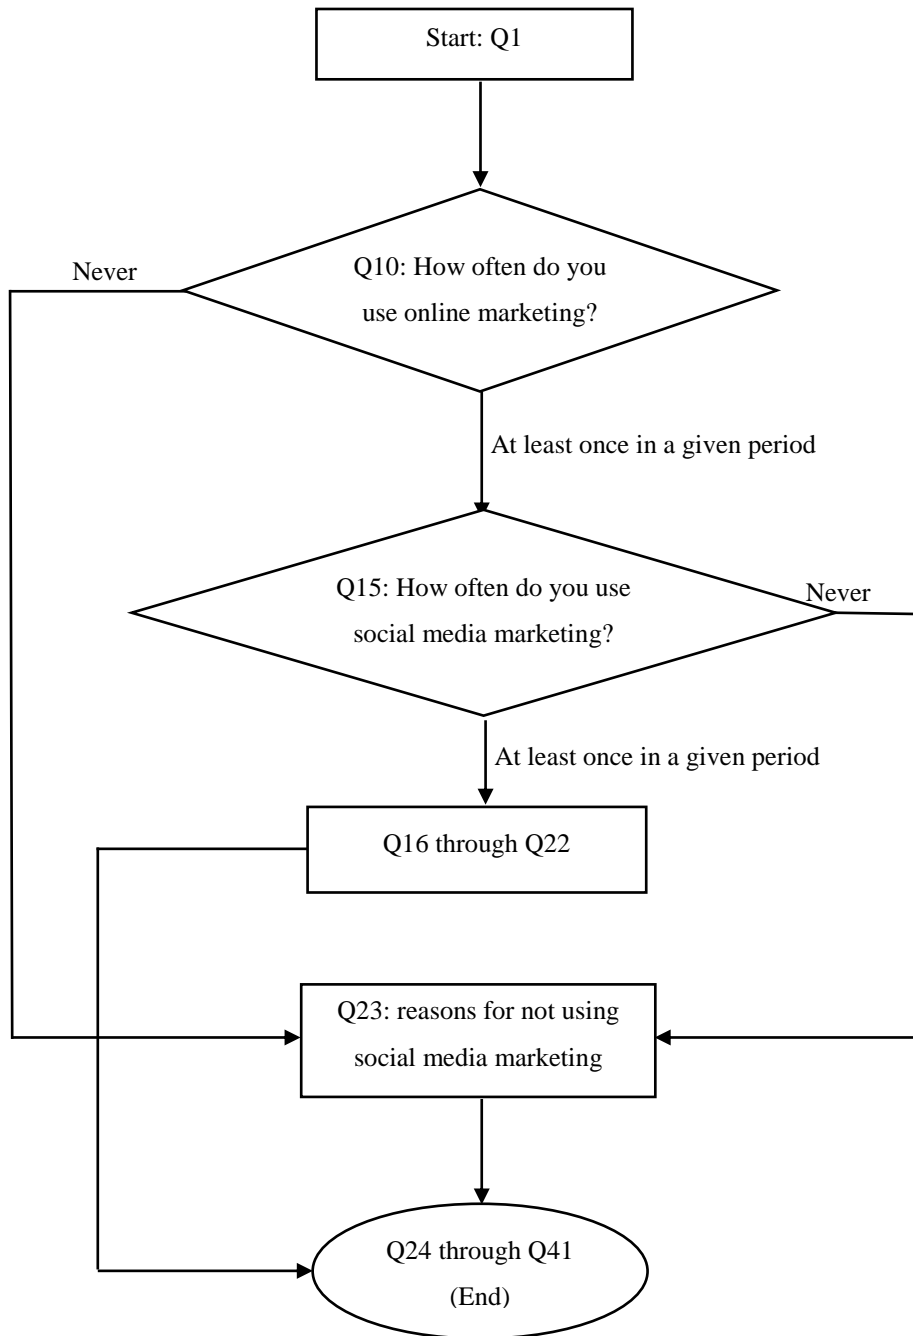 Start: Q1
Never
Q10: How often do you
use online marketing?
At least once in a given period
Q15: How often do you use
social media marketing?
Never
At least once in a given period
Q16 through Q22
Q23: reasons for not using
social media marketing
Q24 through Q41
(End)